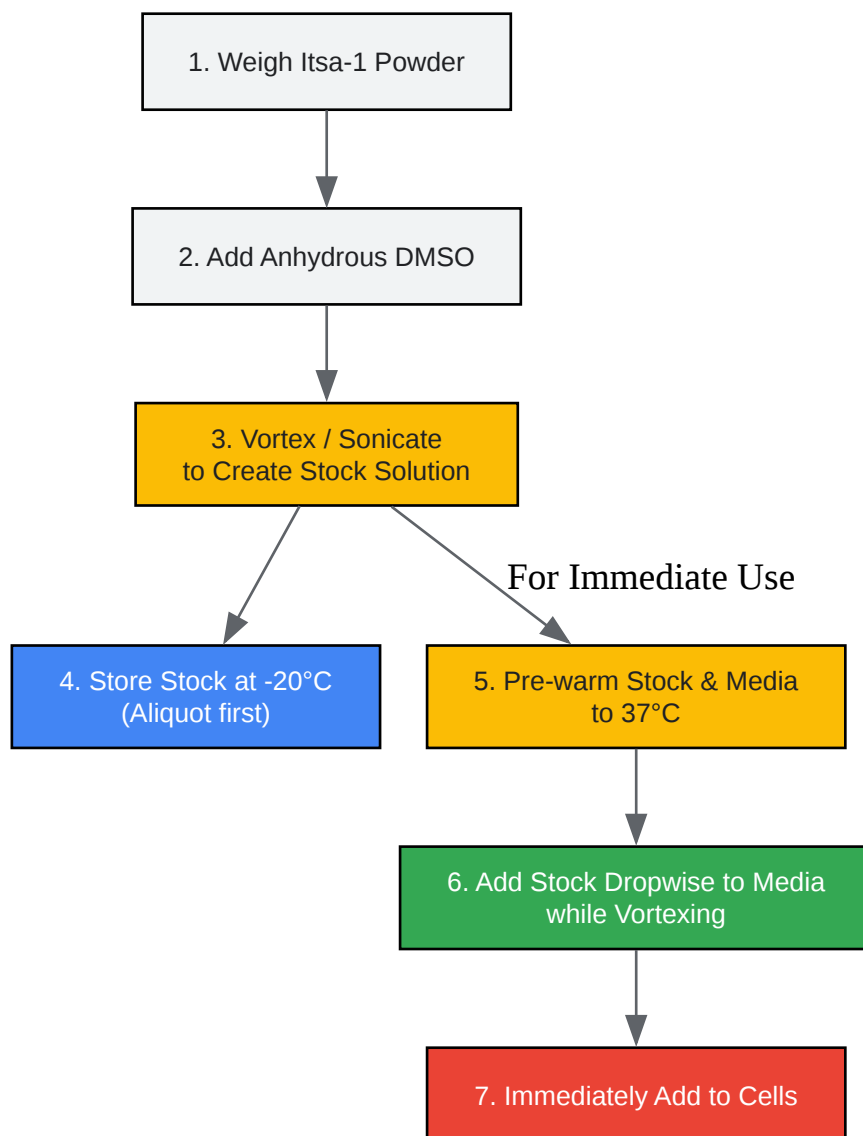 1. Weigh Itsa-1 Powder
2. Add Anhydrous DMSO
3. Vortex / Sonicate
to Create Stock Solution
For Immediate Use
4. Store Stock at -20°C
(Aliquot first)
5. Pre-warm Stock & Media
to 37°C
6. Add Stock Dropwise to Media
while Vortexing
7. Immediately Add to Cells